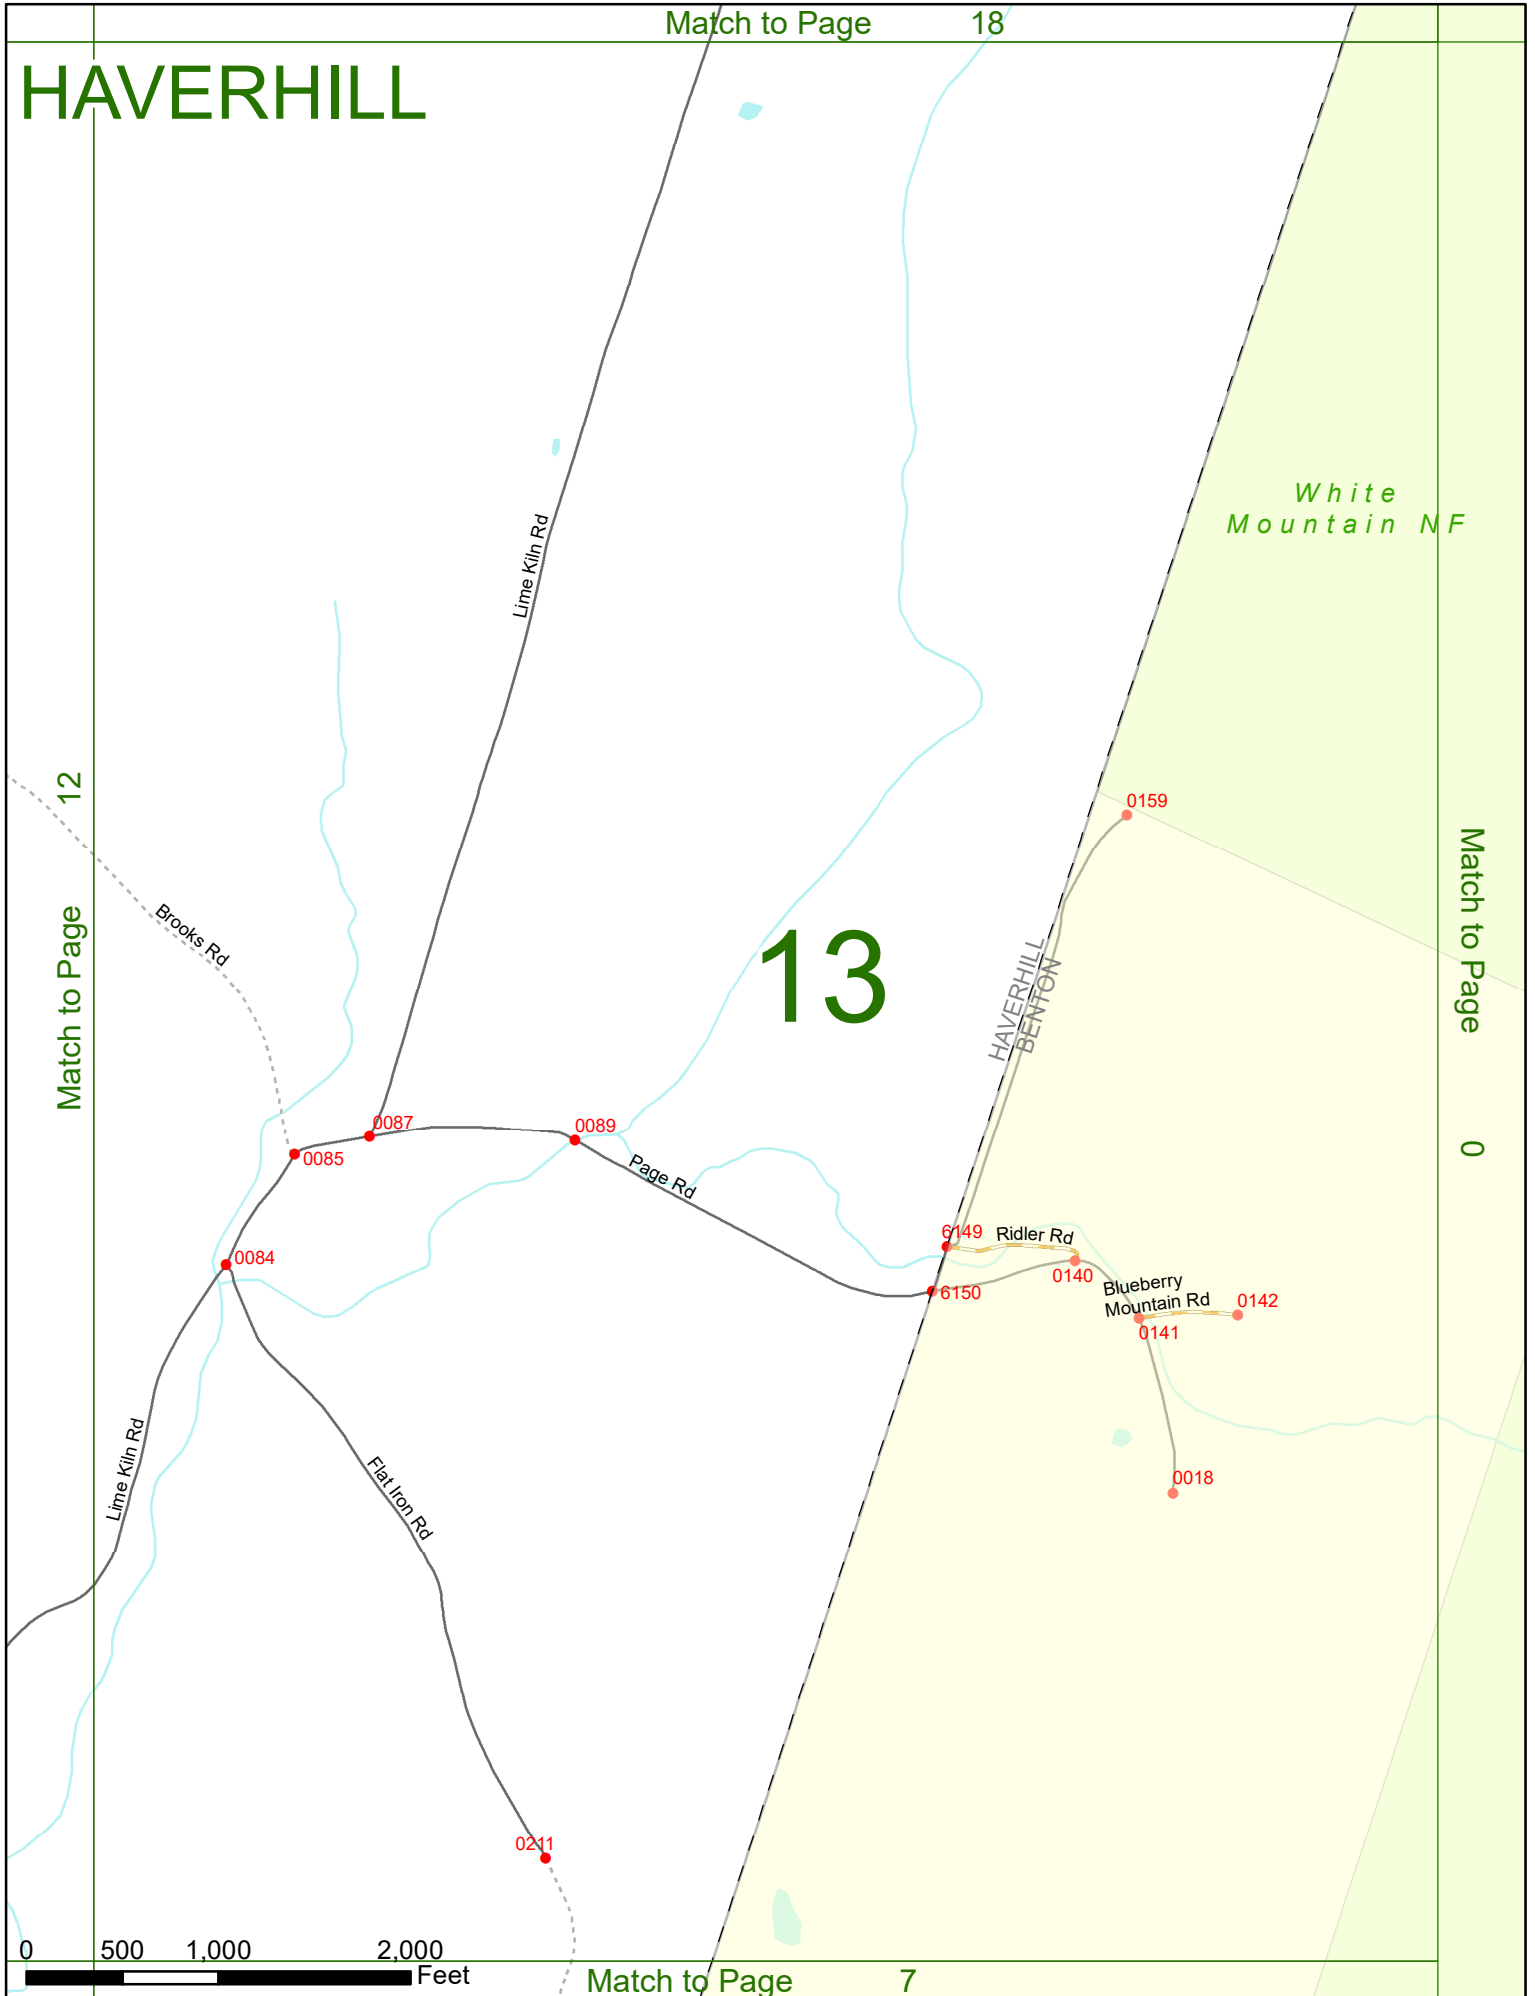 Match to Page 18
HAVERHILL
White
Mountain NF
Lime Kiln Rd
Match to Page 12
0159
Match to Page 0
Brooks Rd
13
HAVERHILL
BENTON
0087
0089
0085
Page Rd
6149
Ridler Rd
0084
0140
6150
Blueberry
Mountain Rd
0142
0141
Lime Kiln Rd
Flat Iron Rd
0018
0211
0 500 1,000 2,000
Feet
Match to Page 7